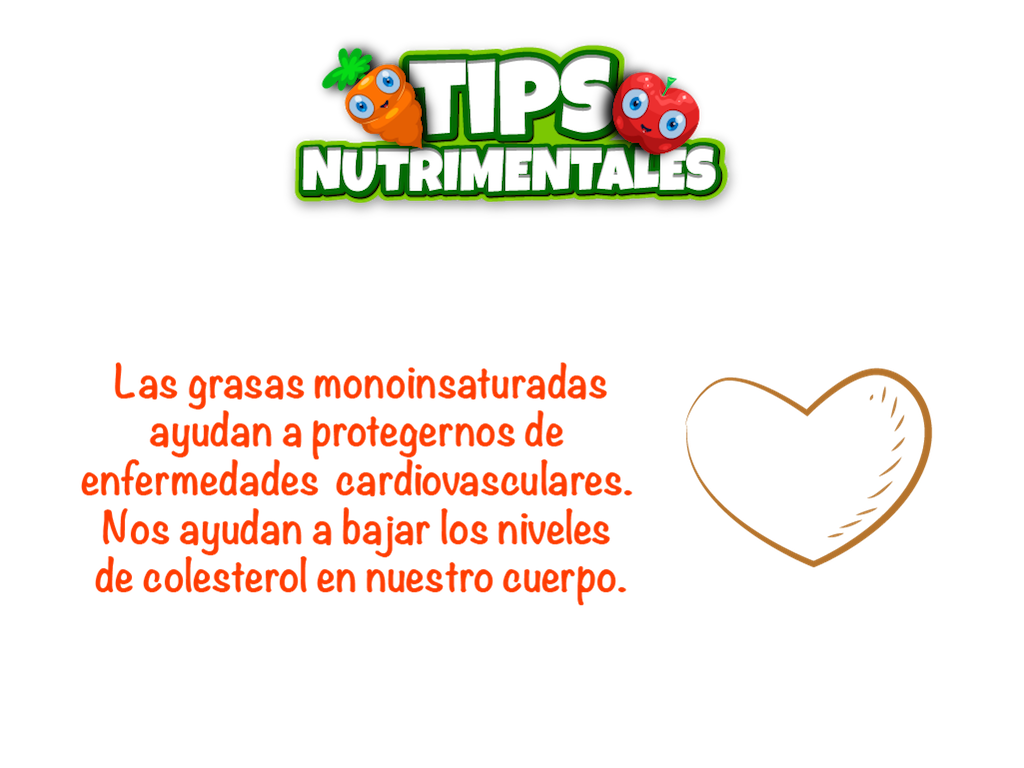 TIPS
NUTRIMENTALES
Las grasas monoinsaturadas
ayudan a protegernos de
enfermedades cardiovasculares.
Nos ayudan a bajar los niveles
de colesterol en nuestro cuerpo.